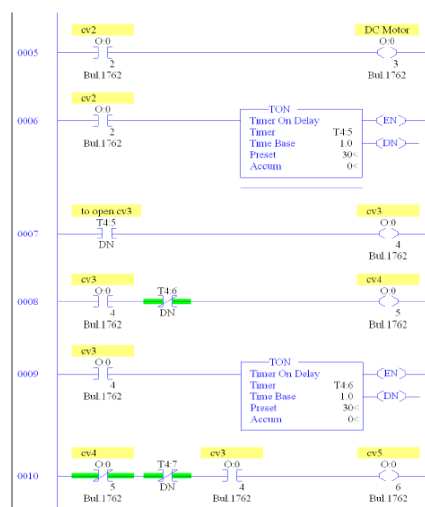 cv2 DC Motor
O:0 O:0
0005
2 3
Bul.1762 Bul.1762
cv2
O:0 TON
0006 Timer On Delay EN
2 Timer T4:5
Bul.1762 Time Base 1.0 DN
Preset 30<
Accum 0<
to open cv3 cv3
T4:5 O:0
0007
DN 4
Bul.1762
cv3 cv4
O:0 T4:6 O:0
0008
4 DN 5
Bul.1762 Bul.1762
cv3
O:0 TON
0009 Timer On Delay EN
4 Timer T4:6
Bul.1762 Time Base 1.0 DN
Preset 30<
Accum 0<
cv4 cv3 cv5
O:0 T4:7 O:0 O:0
0010
5 DN 4 6
Bul.1762 Bul.1762 Bul.1762